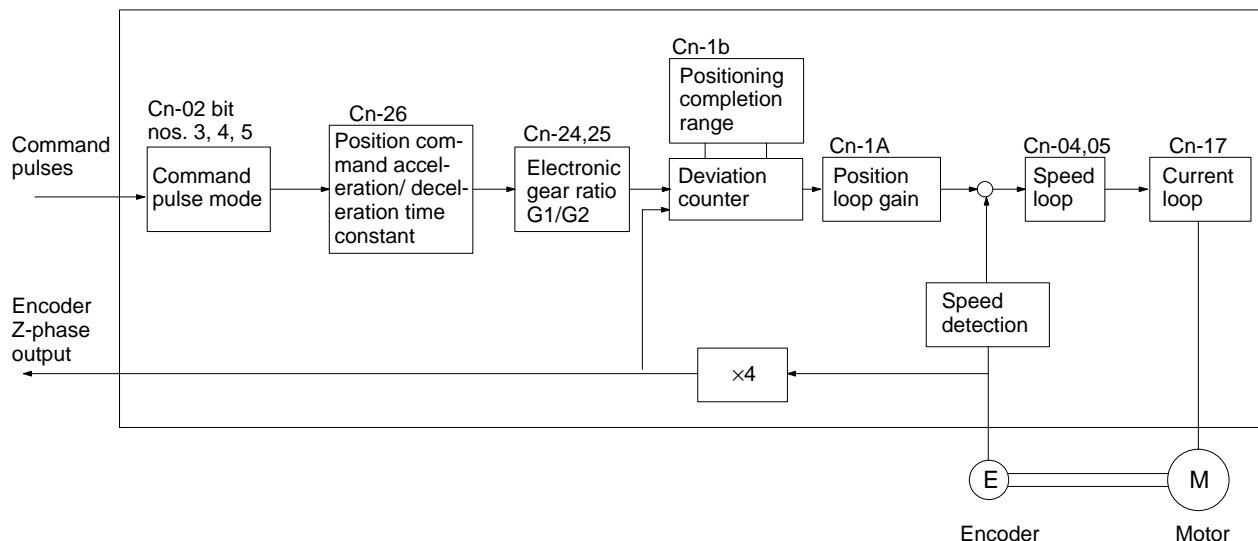 Cn-1b
Positioning
completion
range
Cn-02 bit
nos. 3, 4, 5
Cn-26
Cn-24,25
Cn-1A
Cn-04,05
Cn-17
Command
pulses
Command
pulse mode
Position com-
mand accel-
eration/ decel-
eration time
constant
Electronic
gear ratio
G1/G2
Deviation
counter
Position
loop gain
Speed
loop
Current
loop
Encoder
Z-phase
output
Speed
detection
×4
E
M
Encoder
Motor